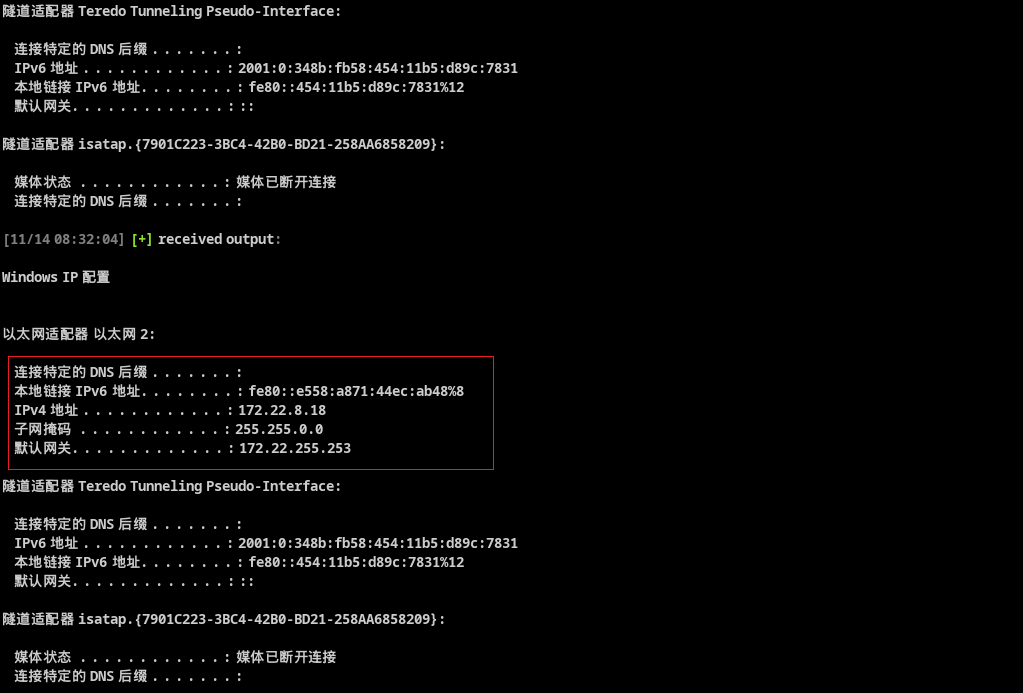 隧道适配器 Teredo Tunneling Pseudo-Interface:
连接特定的 DNS 后缀 . . . . . . . :
IPv6 地址 . . . . . . . . . . . . : 2001:0:348b:fb58:454:11b5:d89c:7831
本地链接 IPv6 地址. . . . . . . . : fe80::454:11b5:d89c:7831%12
默认网关. . . . . . . . . . . . . : ::
隧道适配器 isatap.{7901C223-3BC4-42B0-BD21-258AA6858209}:
媒体状态 . . . . . . . . . . . . : 媒体已断开连接
连接特定的 DNS 后缀 . . . . . . . :
[11/14 08:32:04] [+] received output:
Windows IP 配置
以太网适配器 以太网 2:
连接特定的 DNS 后缀 . . . . . . . :
本地链接 IPv6 地址. . . . . . . . : fe80::e558:a871:44ec:ab48%8
IPv4 地址 . . . . . . . . . . . . : 172.22.8.18
子网掩码 . . . . . . . . . . . . : 255.255.0.0
默认网关. . . . . . . . . . . . . : 172.22.255.253
隧道适配器 Teredo Tunneling Pseudo-Interface:
连接特定的 DNS 后缀 . . . . . . . :
IPv6 地址 . . . . . . . . . . . . : 2001:0:348b:fb58:454:11b5:d89c:7831
本地链接 IPv6 地址. . . . . . . . : fe80::454:11b5:d89c:7831%12
默认网关. . . . . . . . . . . . . : ::
隧道适配器 isatap.{7901C223-3BC4-42B0-BD21-258AA6858209}:
媒体状态 . . . . . . . . . . . . : 媒体已断开连接
连接特定的 DNS 后缀 . . . . . . . :